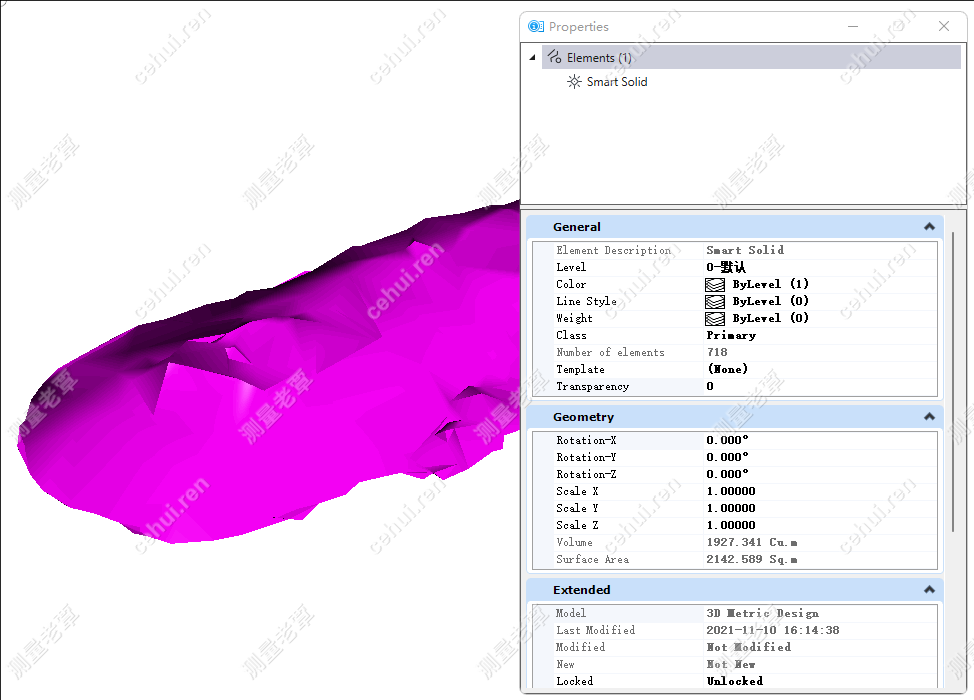 Properties
Elements (1)
Smart Solid
General
Element Description Smart Solid
Level 0-默认
Color ByLevel (1)
Line Style ByLevel (0)
Weight ByLevel (0)
Class Primary
Number of elements 718
Template (None)
Transparency 0
Geometry
Rotation-X 0.000°
Rotation-Y 0.000°
Rotation-Z 0.000°
Scale X 1.00000
Scale Y 1.00000
Scale Z 1.00000
Volume 1927.341 Cu.m
Surface Area 2142.589 Sq.m
Extended
Model 3D Metric Design
Last Modified 2021-11-10 16:14:38
Modified Not Modified
New Not New
Locked Unlocked
cehui.ren
测量老覃